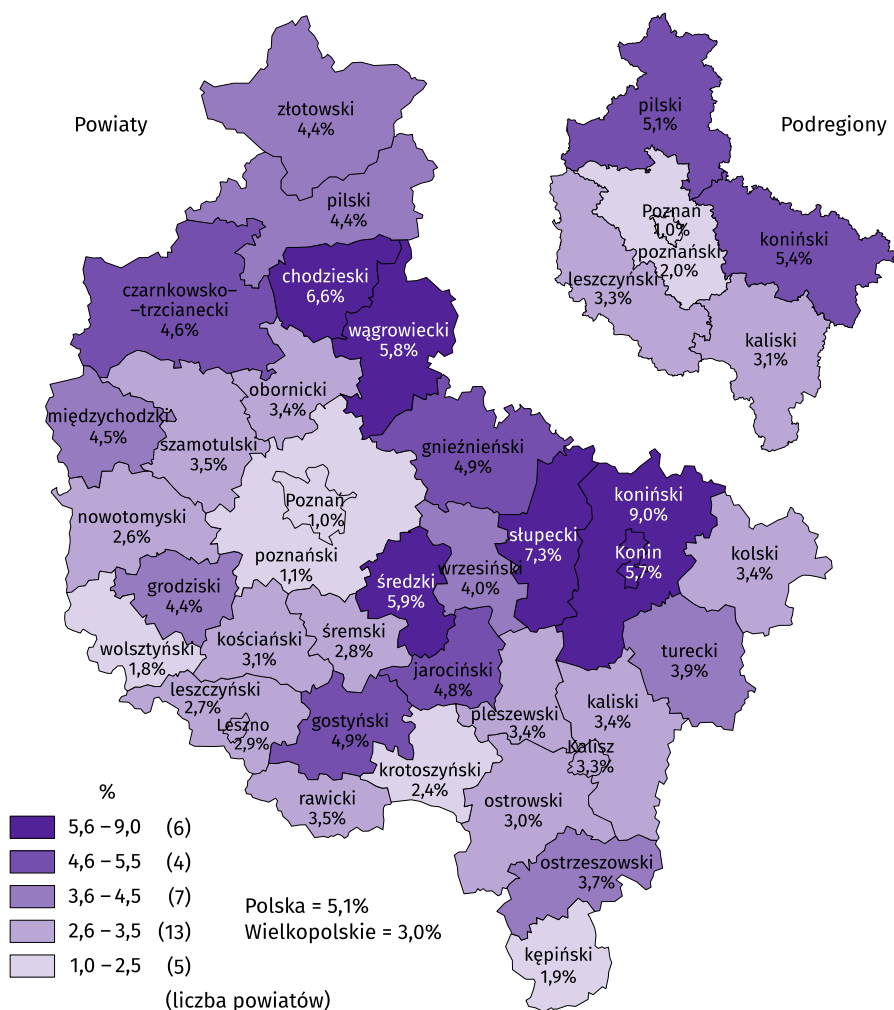 Powiaty
złotowski
4,4%
pilski
4,4%
chodzieski
6,6%
czarnkowsko–
–trzcianecki
4,6%
wągrowiecki
5,8%
obornicki
3,4%
międzychodzki
4,5%
szamotulski
3,5%
gnieźnieński
4,9%
Poznań
1,0%
poznański
1,1%
nowotomyski
2,6%
koniński
9,0%
słupecki
7,3%
Konin
5,7%
kolski
3,4%
wrzesiński
4,0%
średzki
5,9%
grodziski
4,4%
wolsztyński
1,8%
kościański
3,1%
śremski
2,8%
jarociński
4,8%
turecki
3,9%
leszczyński
2,7%
Leszno
2,9%
gostyński
4,9%
pleszewski
3,4%
kaliski
3,4%
Kalisz
3,3%
krotoszyński
2,4%
rawicki
3,5%
ostrowski
3,0%
ostrzeszowski
3,7%
kępiński
1,9%
Podregiony
pilski
5,1%
Poznań
1,0%
poznański
2,0%
koniński
5,4%
leszczyński
3,3%
kaliski
3,1%
%
5,6 – 9,0 (6)
4,6 – 5,5 (4)
3,6 – 4,5 (7)
2,6 – 3,5 (13)
1,0 – 2,5 (5)
(liczba powiatów)
Polska = 5,1%
Wielkopolskie = 3,0%